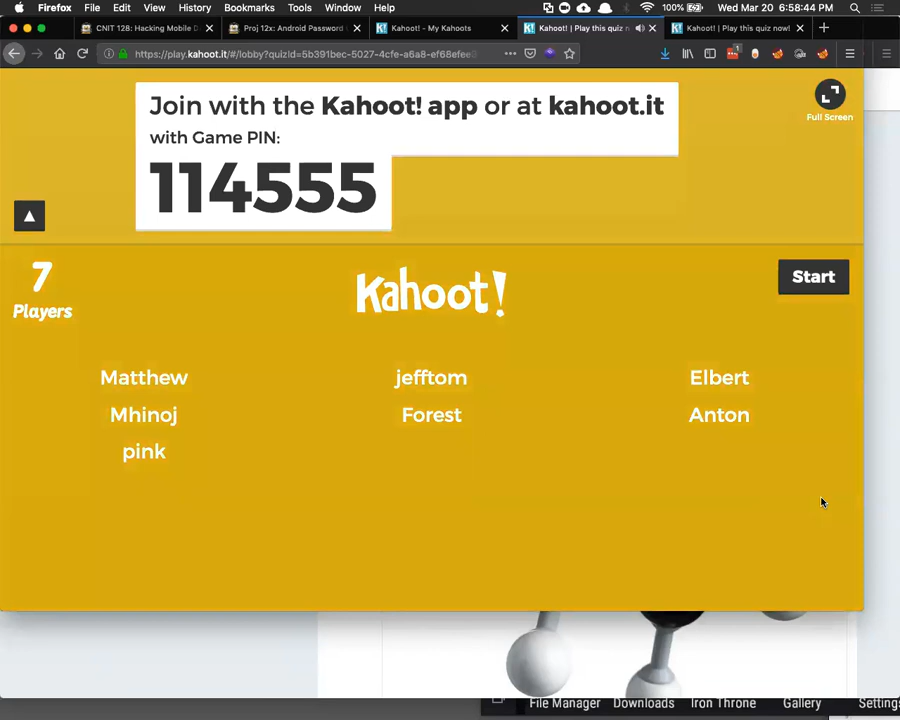 Firefox File Edit View History Bookmarks Tools Window Help 100% Wed Mar 20 6:58:44 PM
CNIT 128: Hacking Mobile D Proj 12x: Android Password Kahoot! - My Kahoots Kahoot! | Play this quiz n Kahoot! | Play this quiz now!
https://play.kahoot.it/#/lobby?quizId=5b391bec-5027-4cfe-a6a8-ef68efee 1
Join with the Kahoot! app or at kahoot.it
with Game PIN:
114555
Full Screen
7
Players
Kahoot!
Start
Matthew jefftom Elbert
Mhinoj Forest Anton
pink
File Manager Downloads Iron Throne Gallery Settings